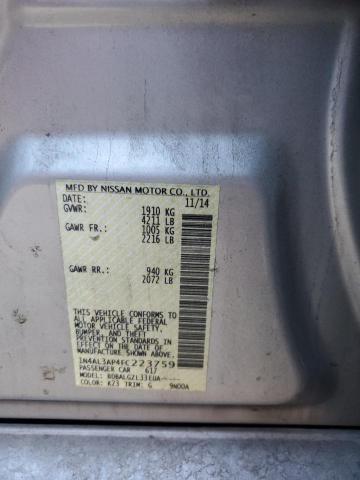 MFD BY NISSAN MOTOR CO., LTD.
DATE: 11/14
GVWR: 1910 KG
4211 LB
GAWR FR: 1005 KG
2216 LB
GAWR RR: 940 KG
2072 LB
THIS VEHICLE CONFORMS TO ALL
APPLICABLE FEDERAL
MOTOR VEHICLE SAFETY,
BUMPER, AND THEFT
PREVENTION STANDARDS
IN EFFECT ON THE DATE OF
MANUFACTURE SHOWN ABOVE.
1N4AL3AP4FC223759
PASSENGER CAR 617
MODEL: BDBALGZL33EUA-----
COLOR: K23 TRIM: G 9N00A